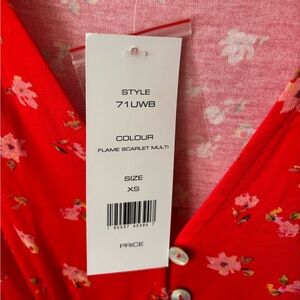 STYLE
71UWB
COLOUR
FLAME SCARLET MULTI
SIZE
XS
PRICE